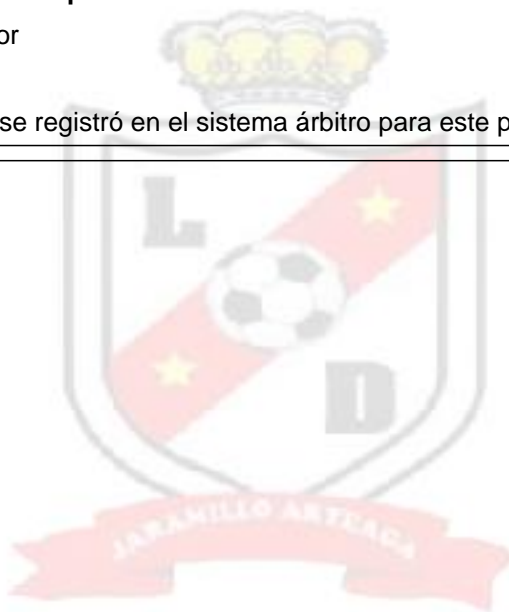 or
se registró en el sistema árbitro para este p
L
D
JARAMILLO ARTEAGA